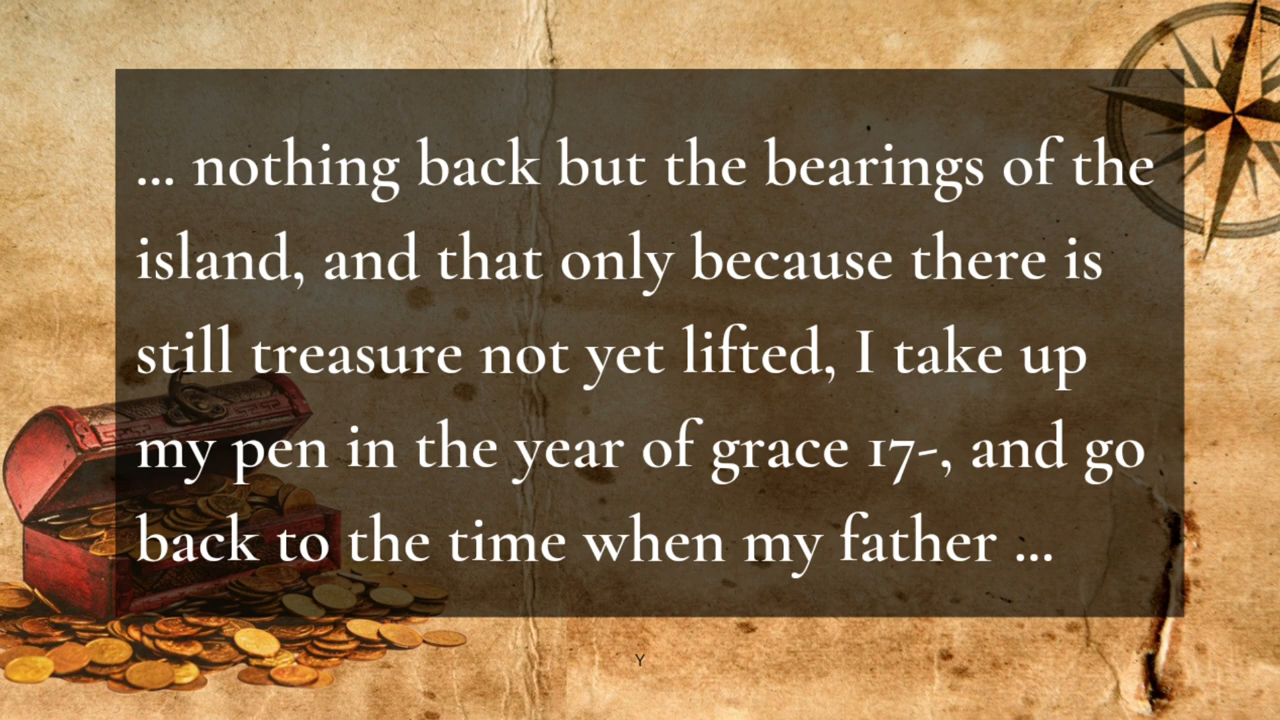 ... nothing back but the bearings of the
island, and that only because there is
still treasure not yet lifted, I take up
my pen in the year of grace 17-, and go
back to the time when my father ...
Y